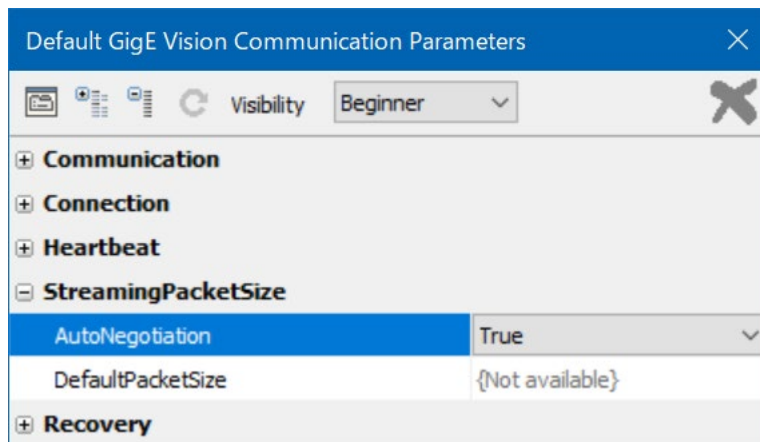 Default GigE Vision Communication Parameters
Visibility Beginner
Communication
Connection
Heartbeat
StreamingPacketSize
AutoNegotiation True
DefaultPacketSize {Not available}
Recovery